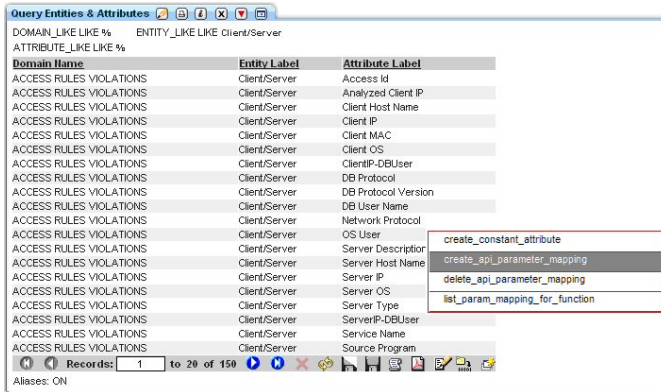 Query Entities & Attributes
DOMAIN_LIKE LIKE % ENTITY_LIKE LIKE Client/Server
ATTRIBUTE_LIKE LIKE %
Domain Name Entity Label Attribute Label
ACCESS RULES VIOLATIONS Client/Server Access Id
ACCESS RULES VIOLATIONS Client/Server Analyzed Client IP
ACCESS RULES VIOLATIONS Client/Server Client Host Name
ACCESS RULES VIOLATIONS Client/Server Client IP
ACCESS RULES VIOLATIONS Client/Server Client MAC
ACCESS RULES VIOLATIONS Client/Server Client OS
ACCESS RULES VIOLATIONS Client/Server ClientIP-DBUser
ACCESS RULES VIOLATIONS Client/Server DB Protocol
ACCESS RULES VIOLATIONS Client/Server DB Protocol Version
ACCESS RULES VIOLATIONS Client/Server DB User Name
ACCESS RULES VIOLATIONS Client/Server Network Protocol
ACCESS RULES VIOLATIONS Client/Server OS User
ACCESS RULES VIOLATIONS Client/Server Server Description
ACCESS RULES VIOLATIONS Client/Server Server Host Name
ACCESS RULES VIOLATIONS Client/Server Server IP
ACCESS RULES VIOLATIONS Client/Server Server OS
ACCESS RULES VIOLATIONS Client/Server Server Type
ACCESS RULES VIOLATIONS Client/Server ServerIP-DBUser
ACCESS RULES VIOLATIONS Client/Server Service Name
ACCESS RULES VIOLATIONS Client/Server Source Program
create_constant_attribute
create_api_parameter_mapping
delete_api_parameter_mapping
list_param_mapping_for_function
Records: 1 to 20 of 150
Aliases: ON